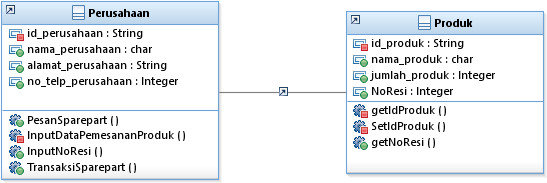 Perusahaan
id_perusahaan : String
nama_perusahaan : char
alamat_perusahaan : String
no_telp_perusahaan : Integer
PesanSparepart ( )
InputDataPemesananProduk ( )
InputNoResi ( )
TransaksiSparepart ( )
Produk
id_produk : String
nama_produk : char
jumlah_produk : Integer
NoResi : Integer
getIdProduk ( )
SetIdProduk ( )
getNoResi ( )